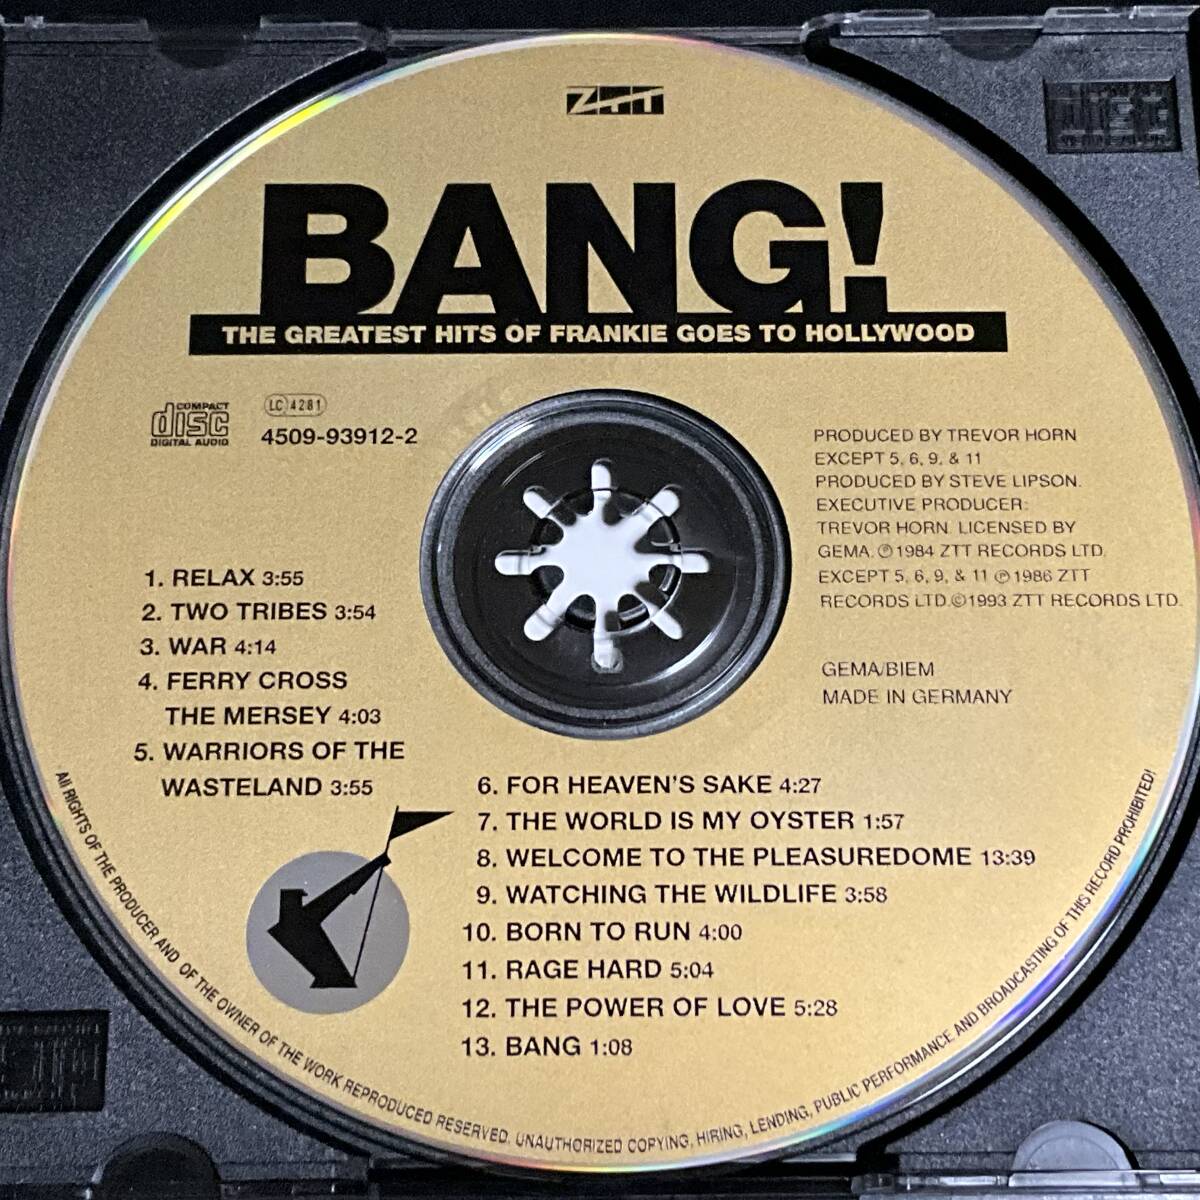 ZTT
BANG!
THE GREATEST HITS OF FRANKIE GOES TO HOLLYWOOD
COMPACT
disc
DIGITAL AUDIO
LC 4281
4509-93912-2
PRODUCED BY TREVOR HORN
EXCEPT 5, 6, 9, & 11
PRODUCED BY STEVE LIPSON.
EXECUTIVE PRODUCER:
TREVOR HORN. LICENSED BY
GEMA. ℗ 1984 ZTT RECORDS LTD.
EXCEPT 5, 6, 9, & 11 ℗ 1986 ZTT
RECORDS LTD.©1993 ZTT RECORDS LTD.
GEMA/BIEM
MADE IN GERMANY
1. RELAX 3:55
2. TWO TRIBES 3:54
3. WAR 4:14
4. FERRY CROSS
THE MERSEY 4:03
5. WARRIORS OF THE
WASTELAND 3:55
6. FOR HEAVEN'S SAKE 4:27
7. THE WORLD IS MY OYSTER 1:57
8. WELCOME TO THE PLEASUREDOME 13:39
9. WATCHING THE WILDLIFE 3:58
10. BORN TO RUN 4:00
11. RAGE HARD 5:04
12. THE POWER OF LOVE 5:28
13. BANG 1:08
All RIGHTS OF THE PRODUCER AND OF THE OWNER OF THE WORK REPRODUCED RESERVED. UNAUTHORIZED COPYING, HIRING, LENDING, PUBLIC PERFORMANCE AND BROADCASTING OF THIS RECORD PROHIBITED!